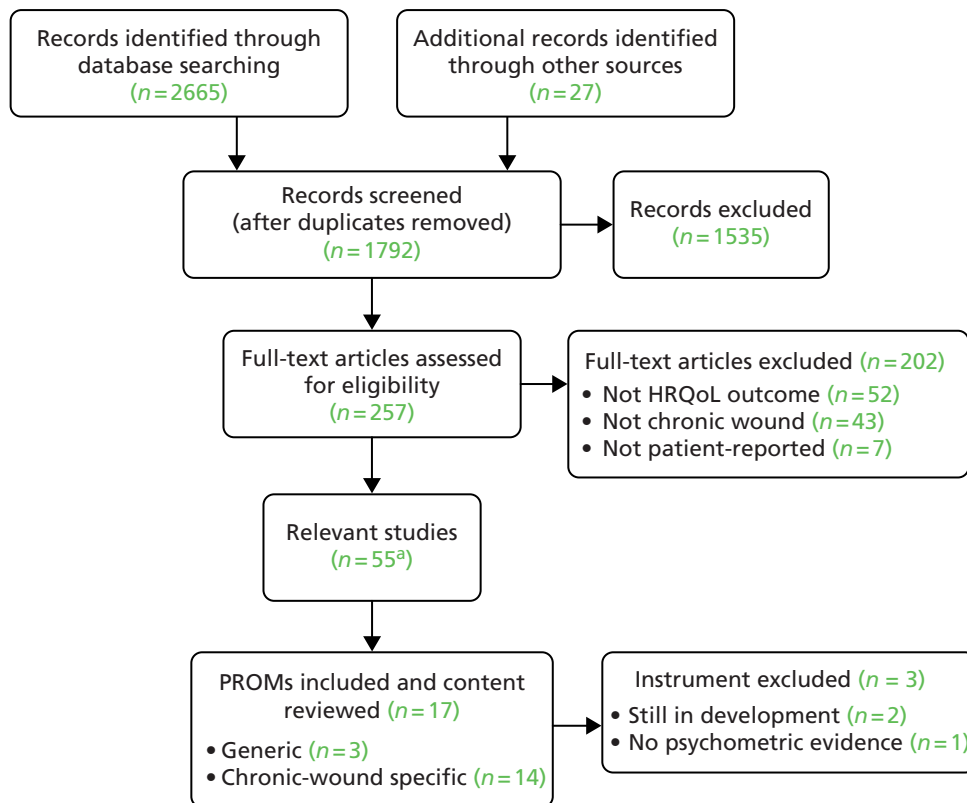 Records identified through
database searching
(n=2665)
Additional records identified
through other sources
(n=27)
Records screened
(after duplicates removed)
(n=1792)
Records excluded
(n=1535)
Full-text articles assessed
for eligibility
(n=257)
Full-text articles excluded (n=202)
• Not HRQoL outcome (n=52)
• Not chronic wound (n=43)
• Not patient-reported (n=7)
Relevant studies
(n=55ᵃ)
PROMs included and content
reviewed (n=17)
• Generic (n=3)
• Chronic-wound specific (n=14)
Instrument excluded (n = 3)
• Still in development (n=2)
• No psychometric evidence (n=1)